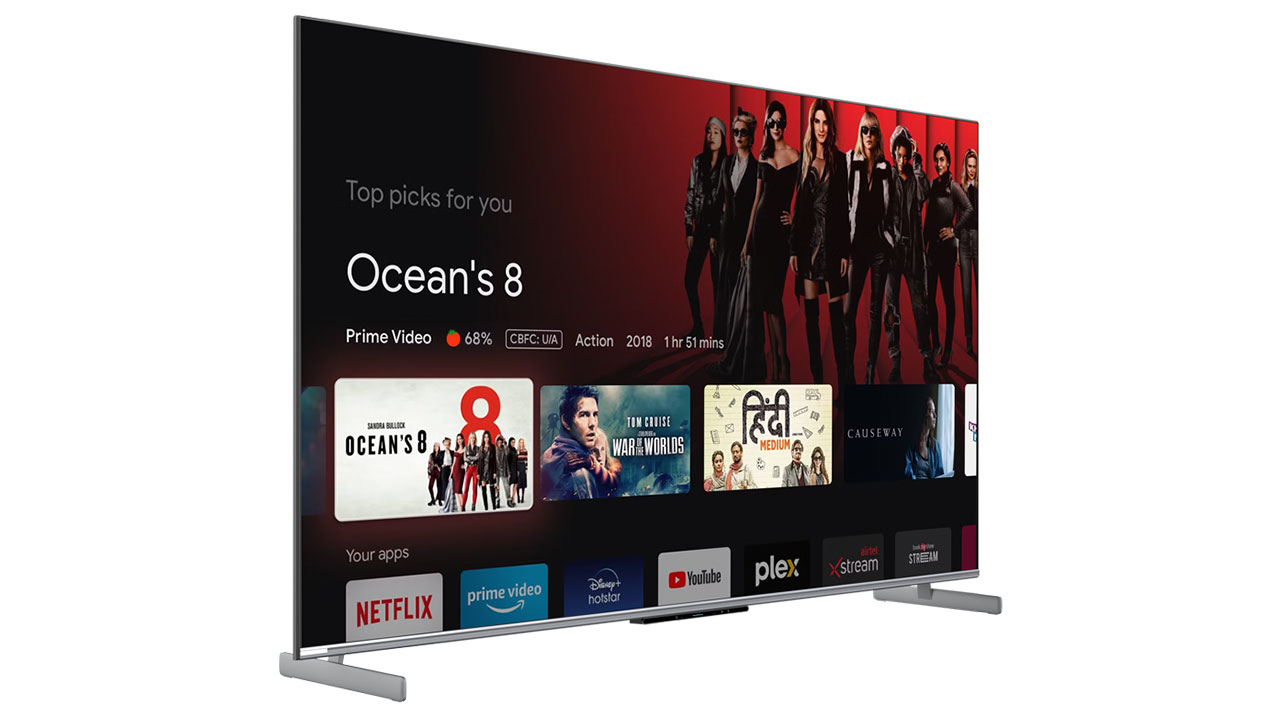 Top picks for you
Ocean's 8
Prime Video 68% CBFC: U/A Action 2018 1 hr 51 mins
SANDRA BULLOCK
OCEAN'S 8
8
TOM CRUISE
WAR OF THE WORLDS
हिंदी
MEDIUM
CAUSEWAY
Your apps
NETFLIX
prime video
Disney+
hotstar
YouTube
plex
airtel
Xstream
STREAM